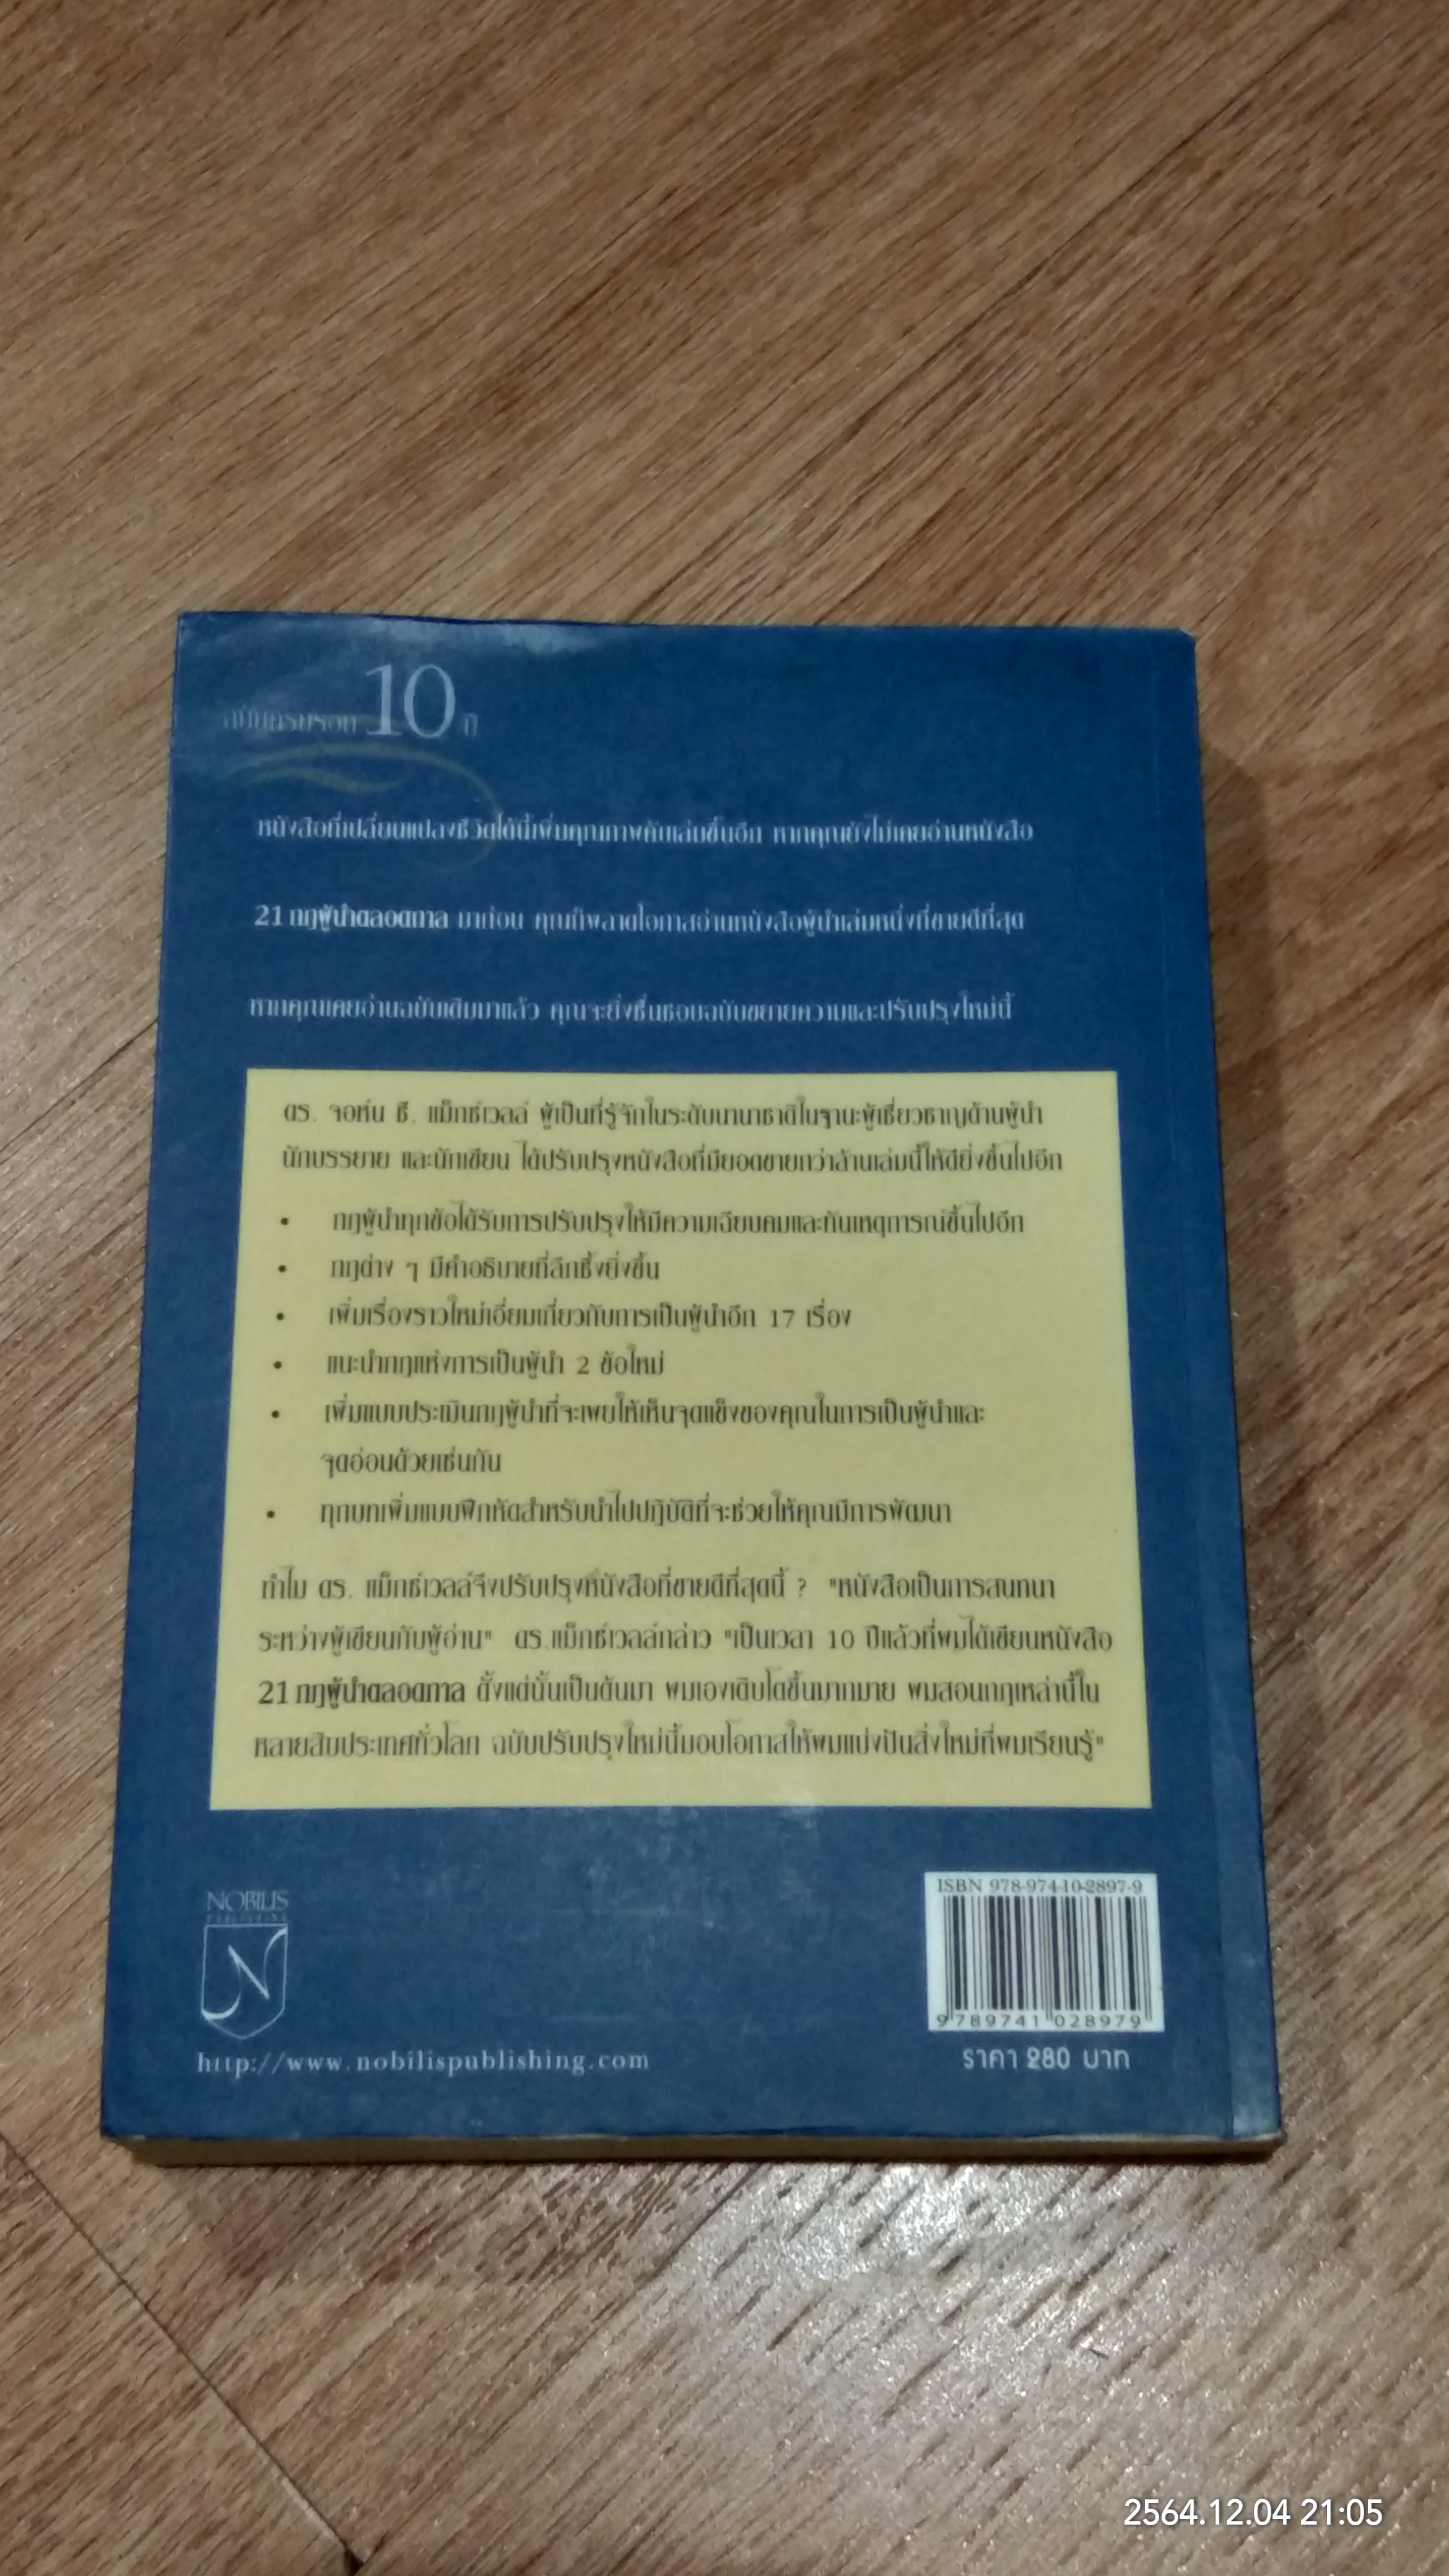 ฉบับครบรอบ 10 ปี
หนังสือที่เปลี่ยนแปลงชีวิตได้นี้เพิ่มคุณภาพคับเล่มขึ้นอีก หากคุณยังไม่เคยอ่านหนังสือ
21 กฎผู้นำตลอดกาล มาก่อน คุณก็พลาดโอกาสอ่านหนังสือผู้นำเล่มหนึ่งที่ขายดีที่สุด
หากคุณเคยอ่านฉบับเดิมมาแล้ว คุณจะยิ่งชื่นชอบฉบับขยายความและปรับปรุงใหม่นี้
ดร. จอห์น ซี. แม็กซ์เวลล์ ผู้เป็นที่รู้จักในระดับนานาชาติในฐานะผู้เชี่ยวชาญด้านผู้นำ
นักบรรยาย และนักเขียน ได้ปรับปรุงหนังสือที่มียอดขายกว่าล้านเล่มนี้ให้ดียิ่งขึ้นไปอีก
• กฎผู้นำทุกข้อได้รับการปรับปรุงให้มีความเฉียบคมและทันเหตุการณ์ขึ้นไปอีก
• กฎต่าง ๆ มีคำอธิบายที่ลึกซึ้งยิ่งขึ้น
• เพิ่มเรื่องราวใหม่เอี่ยมเกี่ยวกับการเป็นผู้นำอีก 17 เรื่อง
• แนะนำกฎแห่งการเป็นผู้นำ 2 ข้อใหม่
• เพิ่มแบบประเมินกฎผู้นำที่จะเผยให้เห็นจุดแข็งของคุณในการเป็นผู้นำและ
จุดอ่อนด้วยเช่นกัน
• ทุกบทเพิ่มแบบฝึกหัดสำหรับนำไปปฏิบัติที่จะช่วยให้คุณมีการพัฒนา
ทำไม ดร. แม็กซ์เวลล์จึงปรับปรุงหนังสือที่ขายดีที่สุดนี้ ? "หนังสือเป็นการสนทนา
ระหว่างผู้เขียนกับผู้อ่าน" ดร.แม็กซ์เวลล์กล่าว "เป็นเวลา 10 ปีแล้วที่ผมได้เขียนหนังสือ
21 กฎผู้นำตลอดกาล ตั้งแต่นั้นเป็นต้นมา ผมเองเติบโตขึ้นมากมาย ผมสอนกฎเหล่านี้ใน
หลายสิบประเทศทั่วโลก ฉบับปรับปรุงใหม่นี้มอบโอกาสให้ผมแบ่งปันสิ่งใหม่ที่ผมเรียนรู้"
NOBILIS
PUBLISHING
N
http://www.nobilispublishing.com
ISBN 978-974-10-2897-9
9 789741 028979
ราคา 280 บาท
2564.12.04 21:05